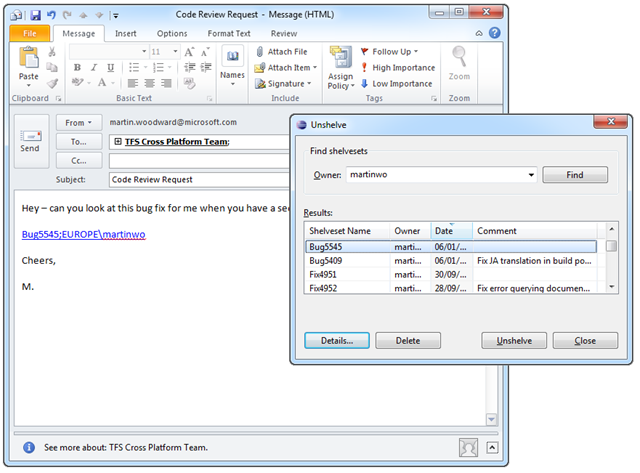 Code Review Request - Message (HTML)
File Message Insert Options Format Text Review
Paste
11
B I U
Names
Attach File
Attach Item
Signature
Assign Policy
Follow Up
High Importance
Low Importance
Zoom
Clipboard Basic Text Include Tags Zoom
Send
From martin.woodward@microsoft.com
To... TFS Cross Platform Team;
Cc...
Subject: Code Review Request
Hey – can you look at this bug fix for me when you have a
Bug5545;EUROPE\martinwo
Cheers,
M.
See more about: TFS Cross Platform Team.
Unshelve
Find shelvesets
Owner: martinwo Find
Results:
Shelveset Name Owner Date Comment
Bug5545 marti... 06/01/...
Bug5409 marti... 06/01/... Fix JA translation in build po...
Fix4951 marti... 30/09/...
Fix4952 marti... 28/09/... Fix error querying documen...
Details... Delete Unshelve Close